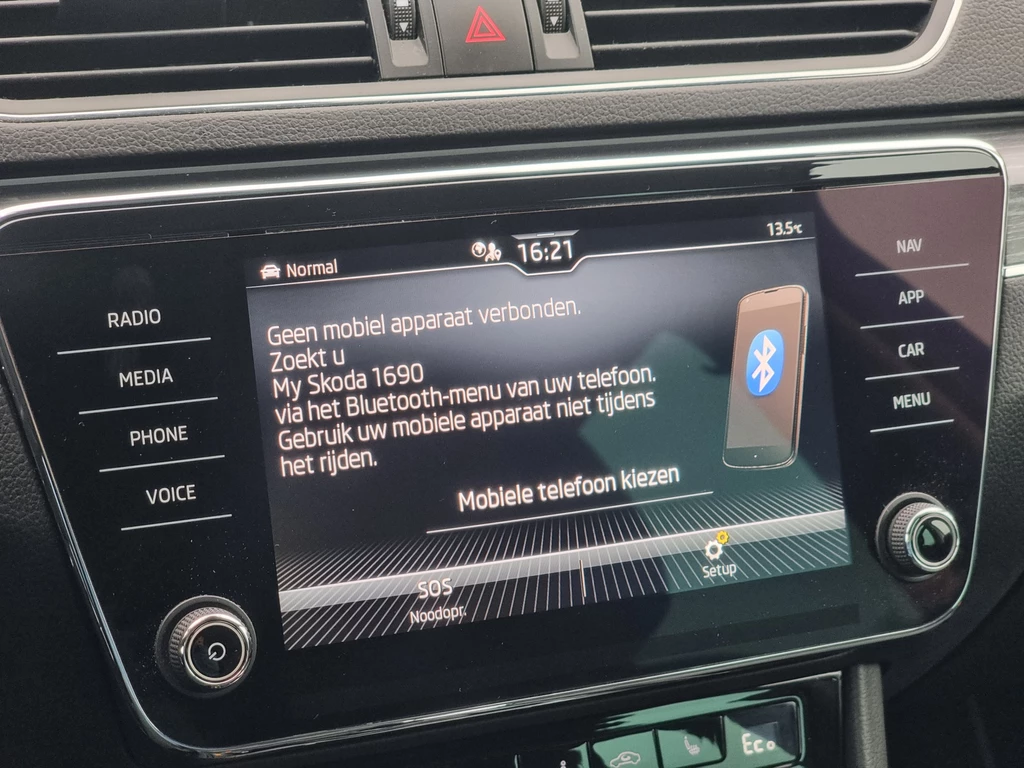 Normal
16:21
13.5°C
RADIO
MEDIA
PHONE
VOICE
Geen mobiel apparaat verbonden.
Zoekt u
My Skoda 1690
via het Bluetooth-menu van uw telefoon.
Gebruik uw mobiele apparaat niet tijdens
het rijden.
Mobiele telefoon kiezen
SOS
Noodopr.
Setup
NAV
APP
CAR
MENU
Eco